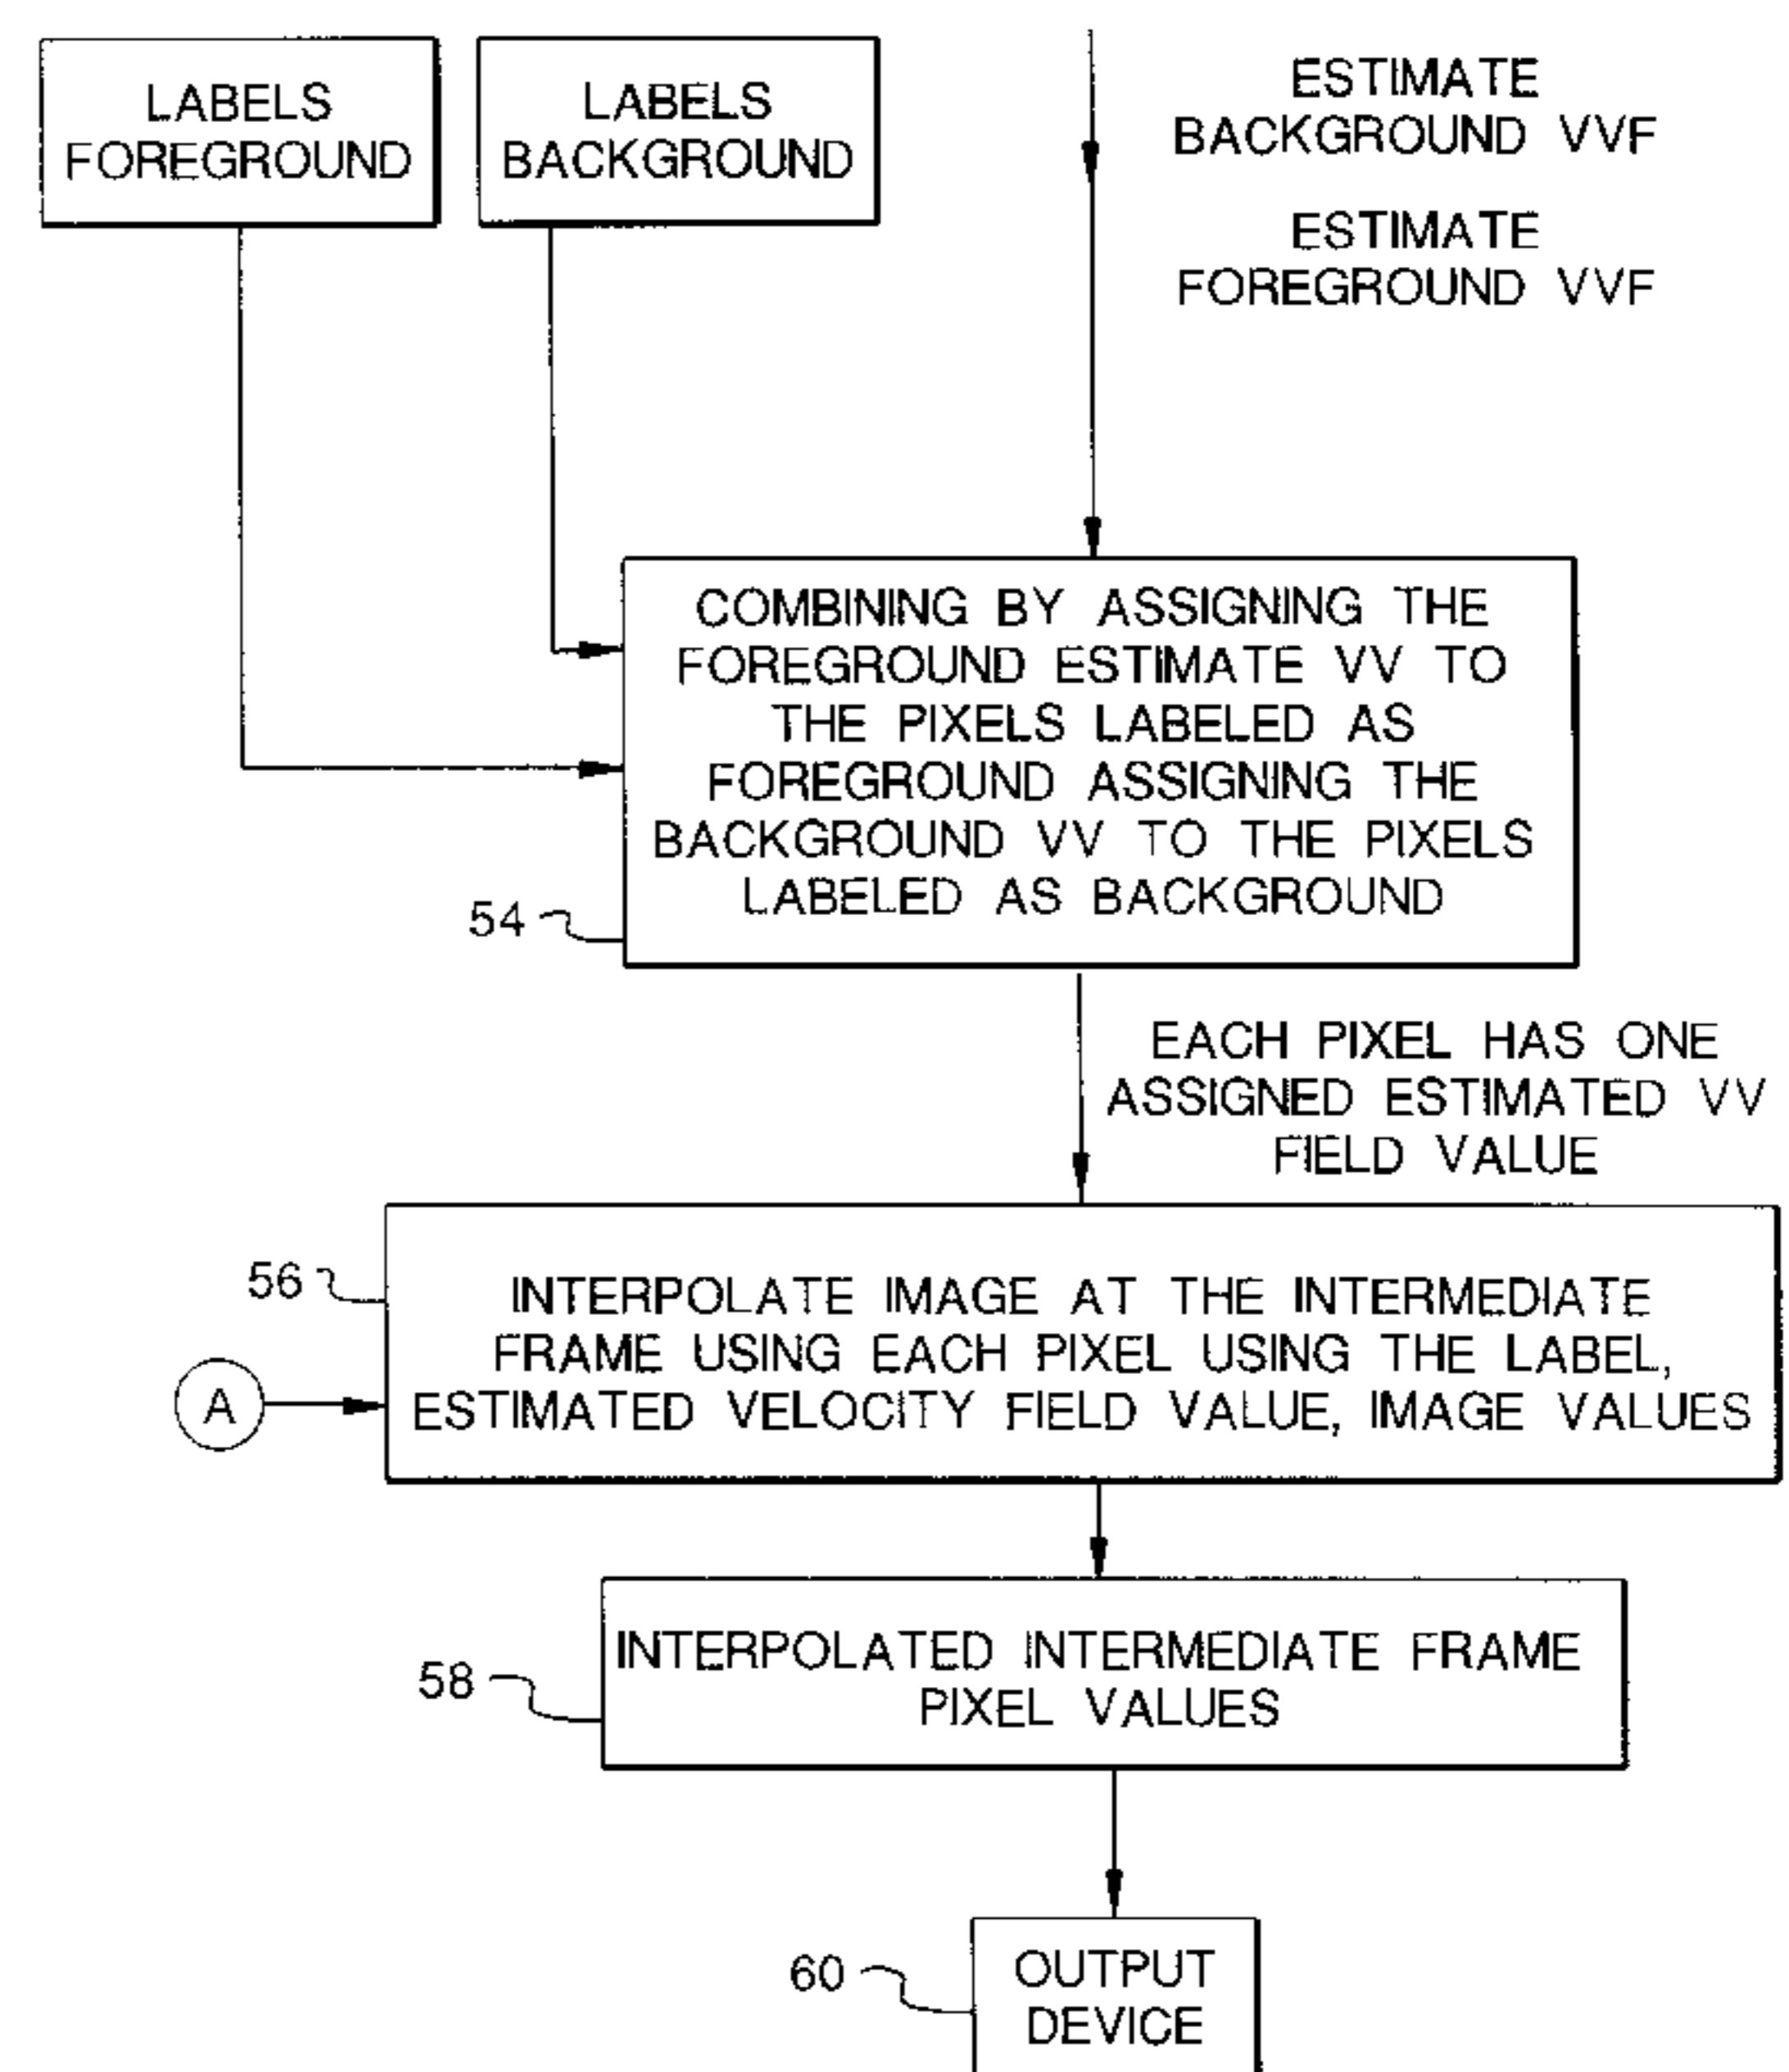 LABELS
FOREGROUND
LABELS
BACKGROUND
ESTIMATE
BACKGROUND VVF
ESTIMATE
FOREGROUND VVF
COMBINING BY ASSIGNING THE
FOREGROUND ESTIMATE VV TO
THE PIXELS LABELED AS
FOREGROUND ASSIGNING THE
BACKGROUND VV TO THE PIXELS
LABELED AS BACKGROUND
54
EACH PIXEL HAS ONE
ASSIGNED ESTIMATED VV
FIELD VALUE
56
INTERPOLATE IMAGE AT THE INTERMEDIATE
FRAME USING EACH PIXEL USING THE LABEL,
ESTIMATED VELOCITY FIELD VALUE, IMAGE VALUES
A
58
INTERPOLATED INTERMEDIATE FRAME
PIXEL VALUES
60
OUTPUT
DEVICE